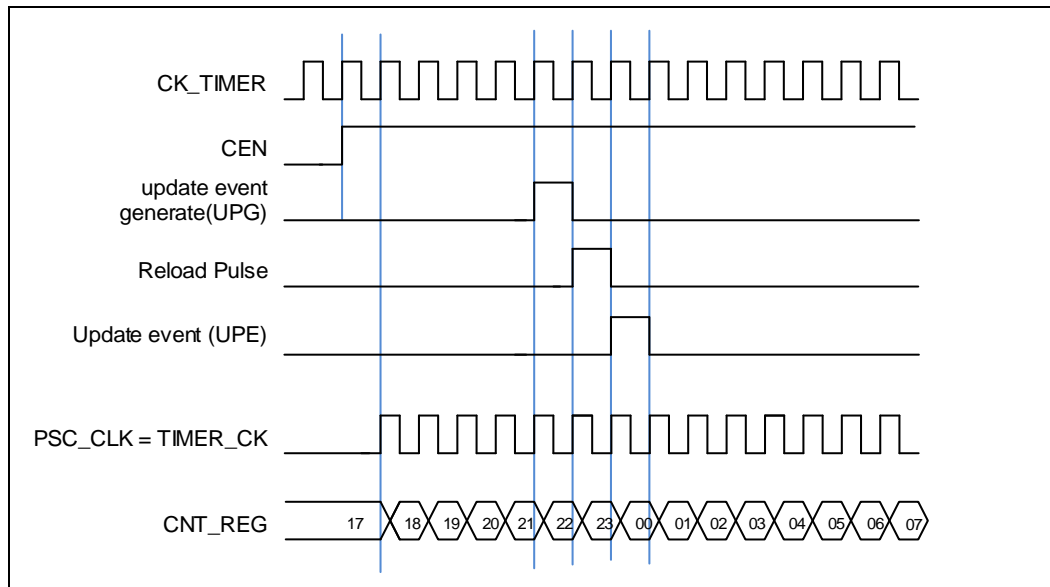 CK_TIMER
CEN
update event
generate(UPG)
Reload Pulse
Update event (UPE)
PSC_CLK = TIMER_CK
CNT_REG 17 18 19 20 21 22 23 00 01 02 03 04 05 06 07